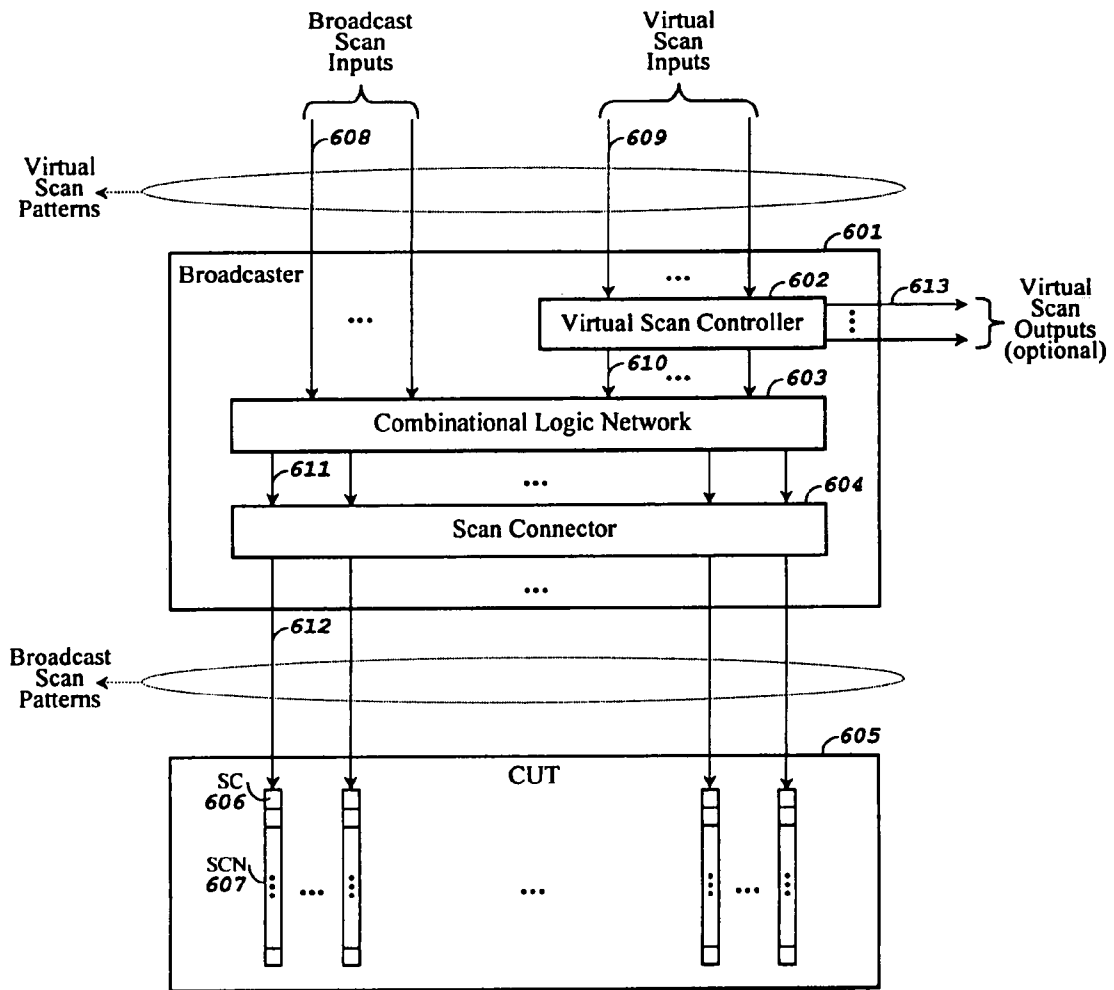 Broadcast
Scan
Inputs
Virtual
Scan
Inputs
608
609
Virtual
Scan
Patterns
601
Broadcaster
602
613
...
...
Virtual Scan Controller
Virtual
Scan
Outputs
(optional)
610
...
603
Combinational Logic Network
611
...
604
Scan Connector
...
612
Broadcast
Scan
Patterns
605
CUT
SC
606
SCN
607
...
...
...